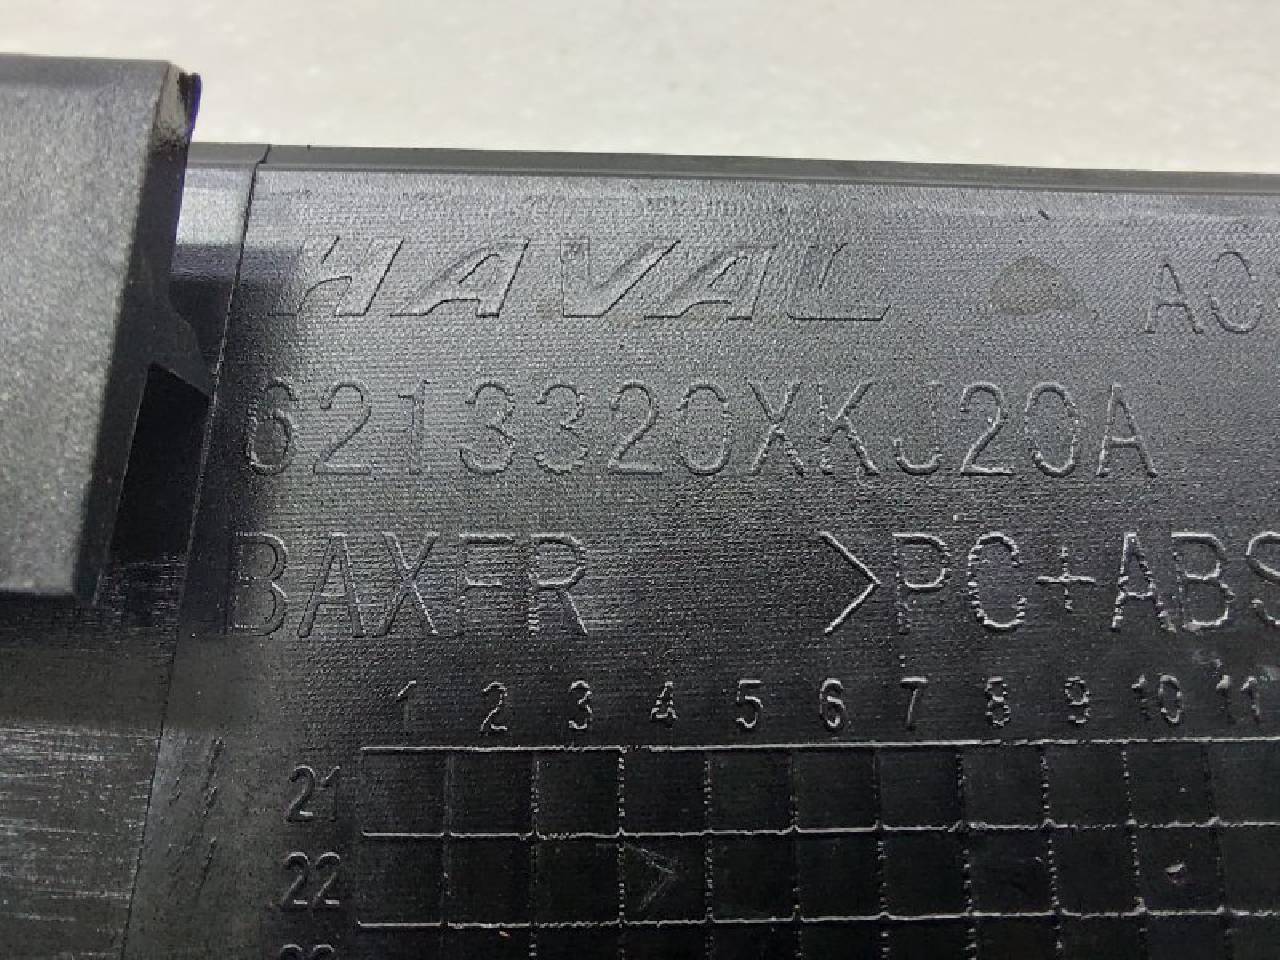 HAVAL AC
6213320XKJ20A
BAXFR >PC+ABS
1 2 3 4 5 6 7 8 9 10 11
21
22